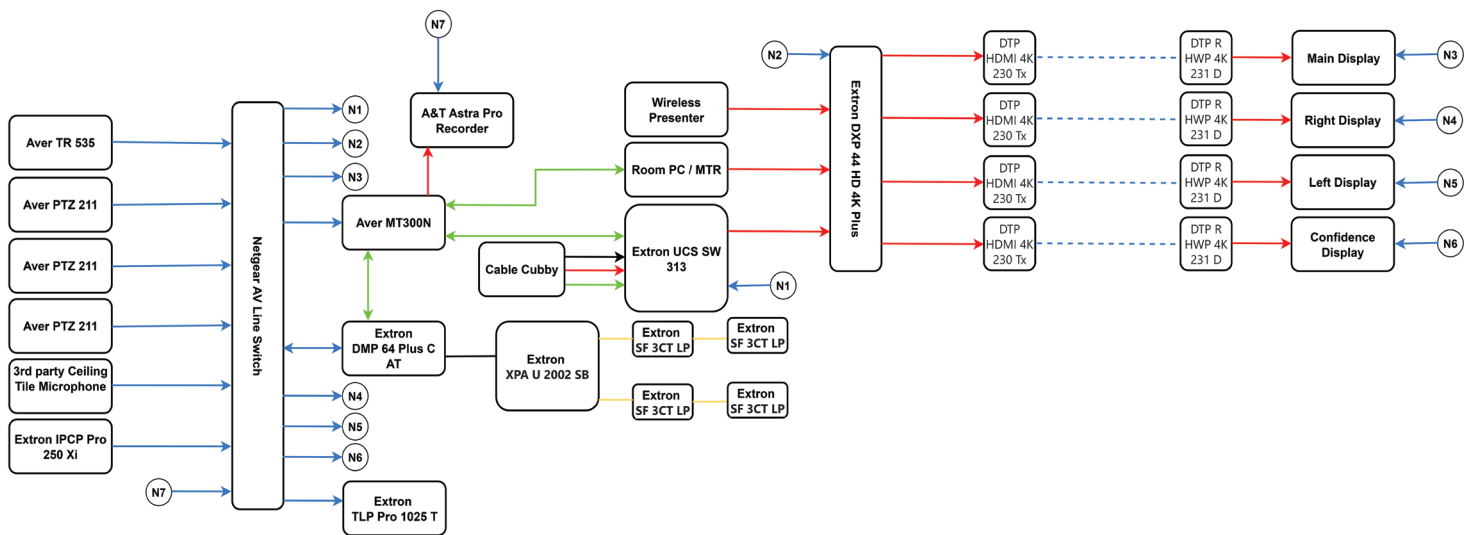 N7
A&T Astra Pro
Recorder
Aver TR 535
Aver PTZ 211
Aver PTZ 211
Aver PTZ 211
3rd party Ceiling
Tile Microphone
Extron IPCP Pro
250 Xi
N7
Netgear AV Line Switch
N1
N2
N3
Aver MT300N
Extron
DMP 64 Plus C
AT
N4
N5
N6
Extron
TLP Pro 1025 T
Wireless
Presenter
Room PC / MTR
Extron UCS SW
313
Cable Cubby
N1
Extron
XPA U 2002 SB
Extron
SF 3CT LP
Extron
SF 3CT LP
Extron
SF 3CT LP
Extron
SF 3CT LP
N2
Extron DXP 44 HD 4K Plus
DTP
HDMI 4K
230 Tx
DTP R
HWP 4K
231 D
Main Display
N3
DTP
HDMI 4K
230 Tx
DTP R
HWP 4K
231 D
Right Display
N4
DTP
HDMI 4K
230 Tx
DTP R
HWP 4K
231 D
Left Display
N5
DTP
HDMI 4K
230 Tx
DTP R
HWP 4K
231 D
Confidence
Display
N6